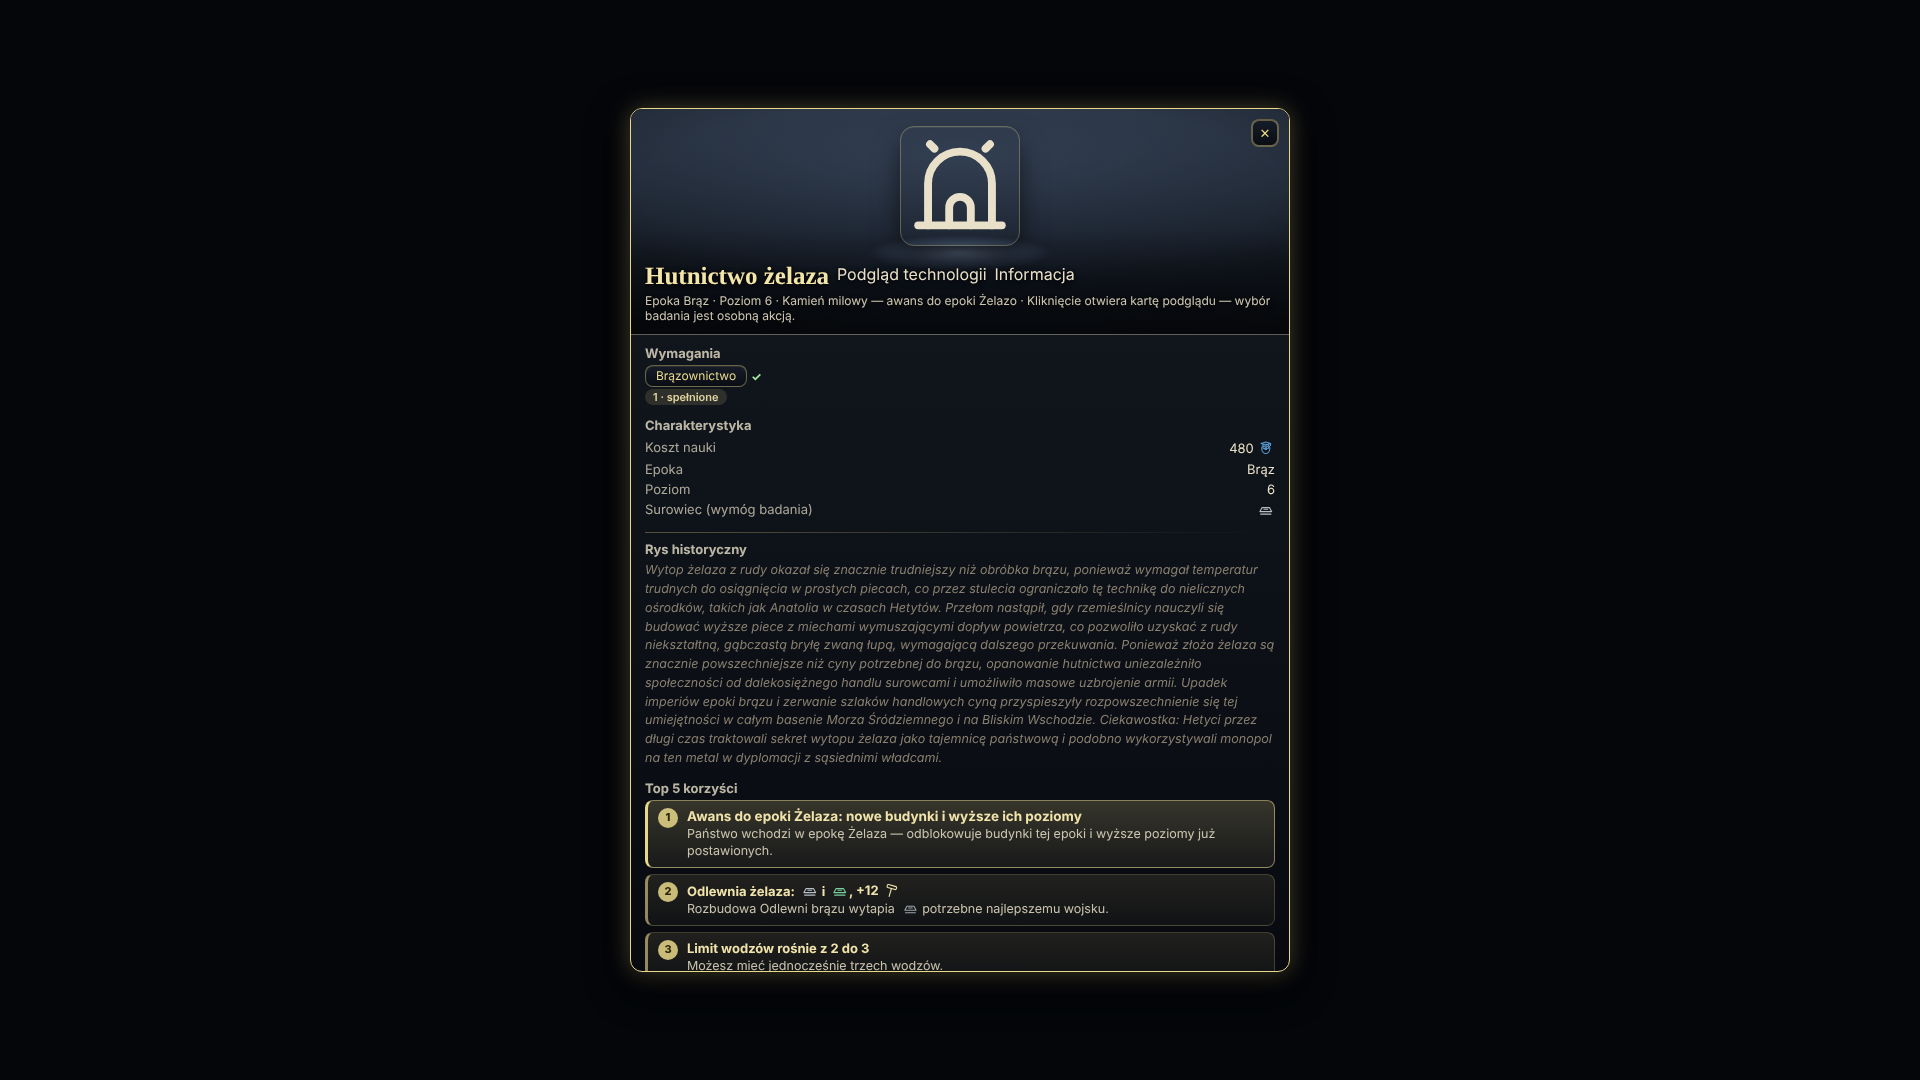 Hutnictwo żelaza Podgląd technologii Informacja
Epoka Brąz · Poziom 6 · Kamień milowy — awans do epoki Żelazo · Kliknięcie otwiera kartę podglądu — wybór
badania jest osobną akcją.
Wymagania
Brązownictwo ✓
1 · spełnione
Charakterystyka
Koszt nauki 480
Epoka Brąz
Poziom 6
Surowiec (wymóg badania)
Rys historyczny
Wytop żelaza z rudy okazał się znacznie trudniejszy niż obróbka brązu, ponieważ wymagał temperatur
trudnych do osiągnięcia w prostych piecach, co przez stulecia ograniczało tę technikę do nielicznych
ośrodków, takich jak Anatolia w czasach Hetytów. Przełom nastąpił, gdy rzemieślnicy nauczyli się
budować wyższe piece z miechami wymuszającymi dopływ powietrza, co pozwoliło uzyskać z rudy
niekształtną, gąbczastą bryłę zwaną łupą, wymagającą dalszego przekuwania. Ponieważ złoża żelaza są
znacznie powszechniejsze niż cyny potrzebnej do brązu, opanowanie hutnictwa uniezależniło
społeczności od dalekosiężnego handlu surowcami i umożliwiło masowe uzbrojenie armii. Upadek
imperiów epoki brązu i zerwanie szlaków handlowych cyną przyspieszyły rozpowszechnienie się tej
umiejętności w całym basenie Morza Śródziemnego i na Bliskim Wschodzie. Ciekawostka: Hetyci przez
długi czas traktowali sekret wytopu żelaza jako tajemnicę państwową i podobno wykorzystywali monopol
na ten metal w dyplomacji z sąsiednimi władcami.
Top 5 korzyści
1 Awans do epoki Żelaza: nowe budynki i wyższe ich poziomy
Państwo wchodzi w epokę Żelaza — odblokowuje budynki tej epoki i wyższe poziomy już
postawionych.
2 Odlewnia żelaza: i , +12
Rozbudowa Odlewni brązu wytapia potrzebne najlepszemu wojsku.
3 Limit wodzów rośnie z 2 do 3
Możesz mieć jednocześnie trzech wodzów.